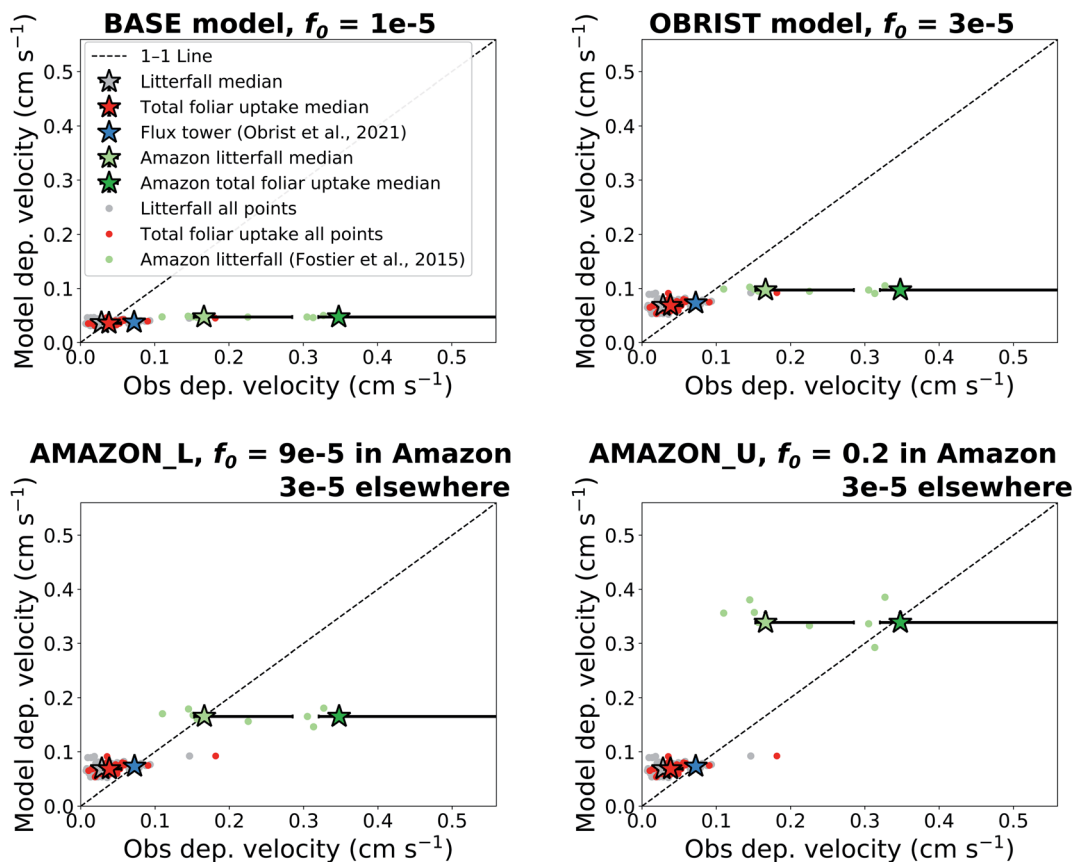 BASE model, f₀ = 1e-5
Model dep. velocity (cm s⁻¹)
0.5
0.4
0.3
0.2
0.1
0.0
1–1 Line
Litterfall median
Total foliar uptake median
Flux tower (Obrist et al., 2021)
Amazon litterfall median
Amazon total foliar uptake median
Litterfall all points
Total foliar uptake all points
Amazon litterfall (Fostier et al., 2015)
0.0 0.1 0.2 0.3 0.4 0.5
Obs dep. velocity (cm s⁻¹)
OBRIST model, f₀ = 3e-5
Model dep. velocity (cm s⁻¹)
0.5
0.4
0.3
0.2
0.1
0.0
0.0 0.1 0.2 0.3 0.4 0.5
Obs dep. velocity (cm s⁻¹)
AMAZON_L, f₀ = 9e-5 in Amazon
3e-5 elsewhere
Model dep. velocity (cm s⁻¹)
0.5
0.4
0.3
0.2
0.1
0.0
0.0 0.1 0.2 0.3 0.4 0.5
Obs dep. velocity (cm s⁻¹)
AMAZON_U, f₀ = 0.2 in Amazon
3e-5 elsewhere
Model dep. velocity (cm s⁻¹)
0.5
0.4
0.3
0.2
0.1
0.0
0.0 0.1 0.2 0.3 0.4 0.5
Obs dep. velocity (cm s⁻¹)